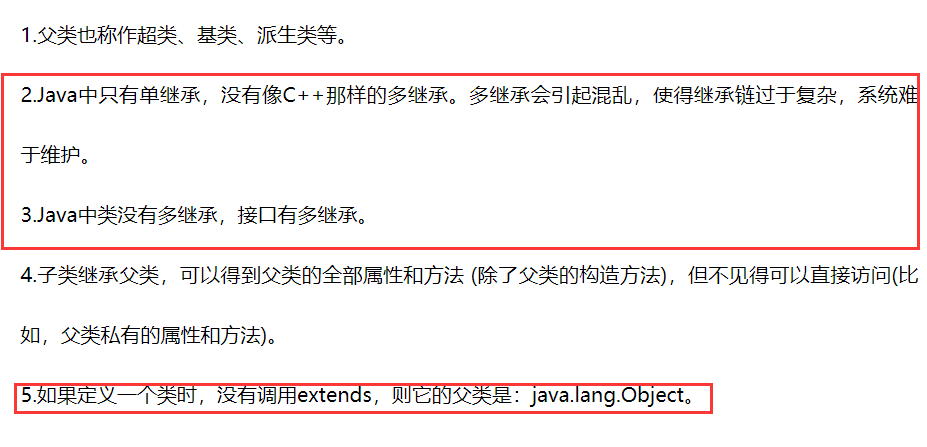 1.父类也称作超类、基类、派生类等。
2.Java中只有单继承，没有像C++那样的多继承。多继承会引起混乱，使得继承链过于复杂，系统难
于维护。
3.Java中类没有多继承，接口有多继承。
4.子类继承父类，可以得到父类的全部属性和方法 (除了父类的构造方法)，但不见得可以直接访问(比
如，父类私有的属性和方法)。
5.如果定义一个类时，没有调用extends，则它的父类是：java.lang.Object。